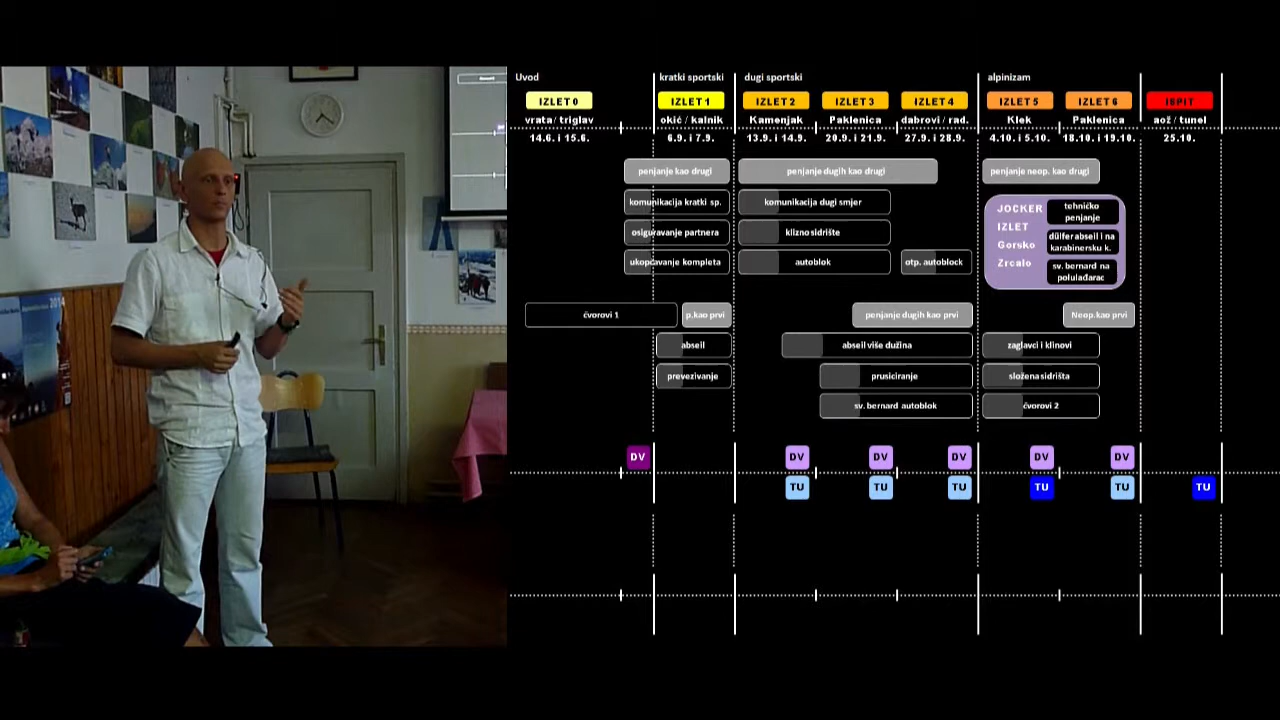 Uvod
kratki sportski
dugi sportski
alpinizam
IZLET 0
IZLET 1
IZLET 2
IZLET 3
IZLET 4
IZLET 5
IZLET 6
ISPIT
vrata/ triglav
okić / kalnik
Kamenjak
Paklenica
dabrovi / rad.
Klek
Paklenica
aož / tunel
14.6. i 15.6.
6.9. i 7.9.
13.9. i 14.9.
20.9. i 21.9.
27.9. i 28.9.
4.10. i 5.10.
18.10. i 19.10.
25.10.
penjanje kao drugi
penjanje dugih kao drugi
penjanje neop. kao drugi
komunikacija kratki sp.
komunikacija dugi smjer
osiguravanje partnera
klizno sidrište
ukopčavanje kompleta
autoblok
otp. autoblock
JOCKER
IZLET
Gorsko
Zrcalo
tehničko
penjanje
dülfer abseil i na
karabinersku k.
sv. bernard na
polulađarac
čvorovi 1
p.kao prvi
penjanje dugih kao prvi
Neop.kao prvi
abseil
abseil više dužina
zaglavci i klinovi
prevezivanje
prusiciranje
složena sidrišta
sv. bernard autoblok
čvorovi 2
DV
DV
DV
DV
DV
DV
TU
TU
TU
TU
TU
TU